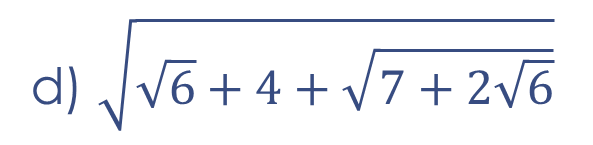 d) √(√6 + 4 + √(7 + 2√6))